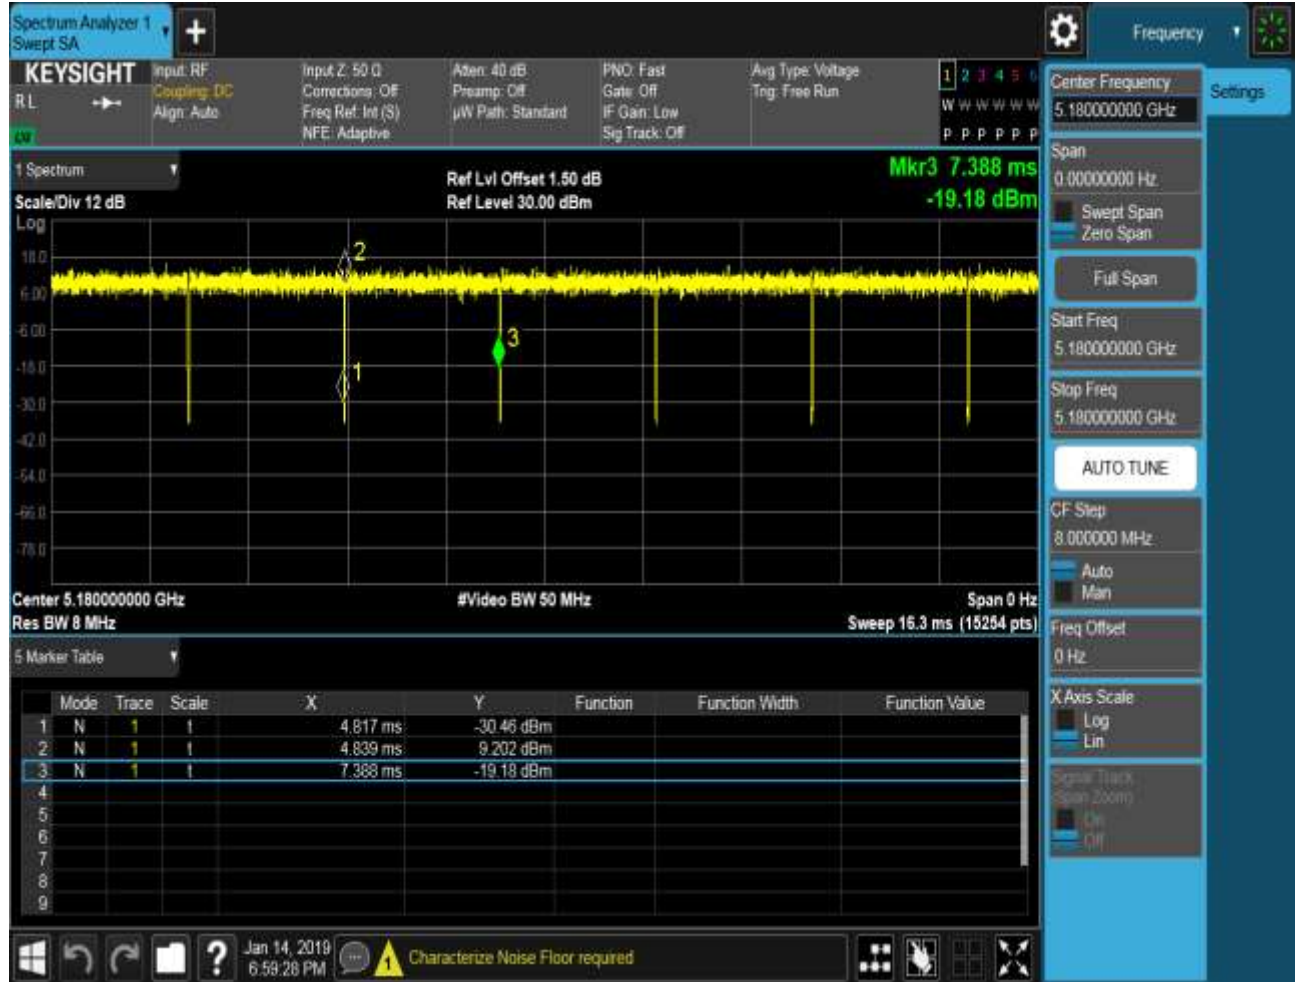 Spectrum Analyzer 1
Swept SA
Frequency
KEYSIGHT
RL
Input: RF
Coupling: DC
Align: Auto
Input Z: 50 Ω
Corrections: Off
Freq Ref: Int (S)
NFE: Adaptive
Atten: 40 dB
Preamp: Off
µW Path: Standard
PNO: Fast
Gate: Off
IF Gain: Low
Sig Track: Off
Avg Type: Voltage
Trig: Free Run
1 2 3 4 5 6
W W W W W W
P P P P P P
1 Spectrum
Scale/Div 12 dB
Log
Ref Lvl Offset 1.50 dB
Ref Level 30.00 dBm
Mkr3 7.388 ms
-19.18 dBm
18.0
6.00
-6.00
-18.0
-30.0
-42.0
-54.0
-66.0
-78.0
2
3
1
Center 5.180000000 GHz
Res BW 8 MHz
#Video BW 50 MHz
Span 0 Hz
Sweep 16.3 ms (15254 pts)
5 Marker Table
Mode Trace Scale X Y Function Function Width Function Value
1 N 1 t 4.817 ms -30.46 dBm
2 N 1 t 4.839 ms 9.202 dBm
3 N 1 t 7.388 ms -19.18 dBm
4
5
6
7
8
9
Center Frequency
5.180000000 GHz
Settings
Span
0.00000000 Hz
Swept Span
Zero Span
Full Span
Start Freq
5.180000000 GHz
Stop Freq
5.180000000 GHz
AUTO TUNE
CF Step
8.000000 MHz
Auto
Man
Freq Offset
0 Hz
X Axis Scale
Log
Lin
Signal Track
(Span Zoom)
On
Off
?
Jan 14, 2019
6:59:28 PM
1
Characterize Noise Floor required